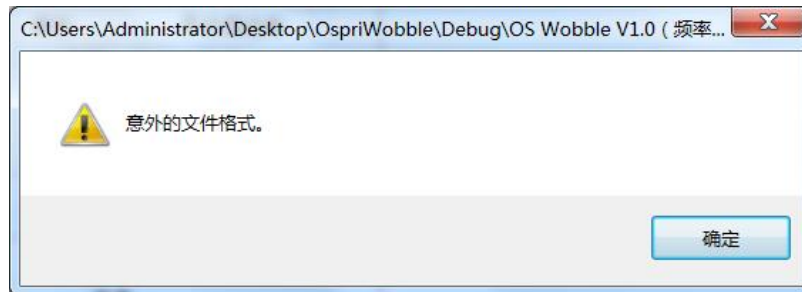 C:\Users\Administrator\Desktop\OspriWobble\Debug\OS Wobble V1.0 ( 频率...
意外的文件格式。
确定